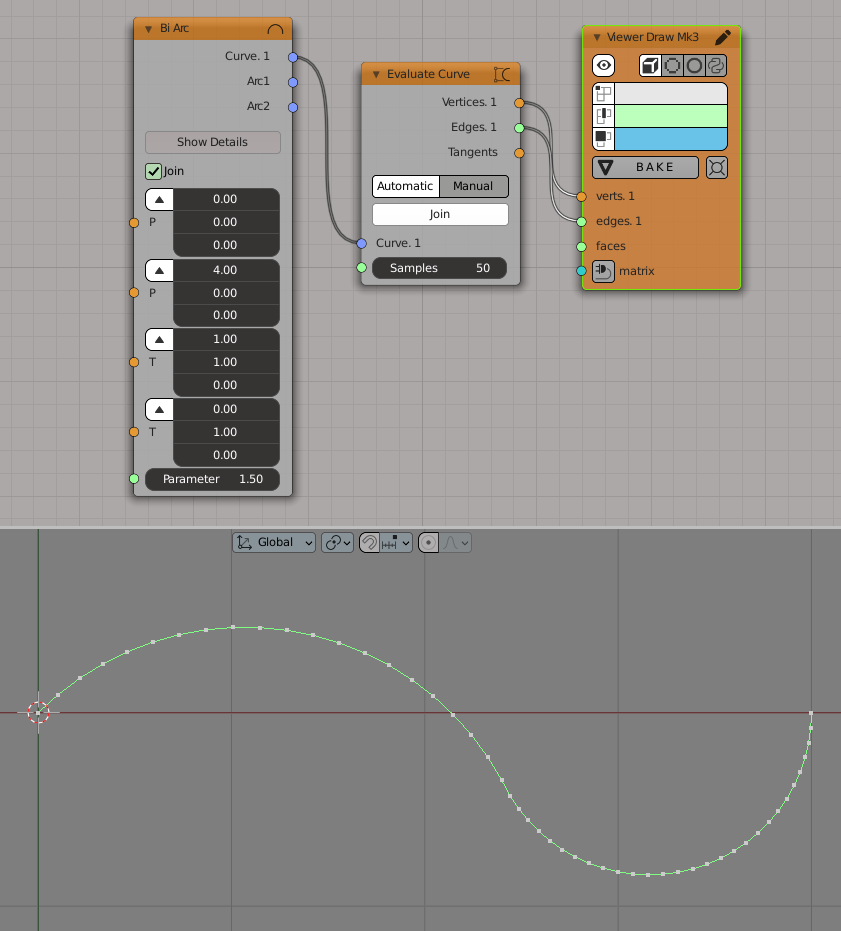 Bi Arc
Curve. 1
Arc1
Arc2
Show Details
Join
0.00
P 0.00
0.00
4.00
P 0.00
0.00
1.00
T 1.00
0.00
0.00
T 1.00
0.00
Parameter 1.50
Evaluate Curve
Vertices. 1
Edges. 1
Tangents
Automatic Manual
Join
Curve. 1
Samples 50
Viewer Draw Mk3
BAKE
verts. 1
edges. 1
faces
matrix
Global